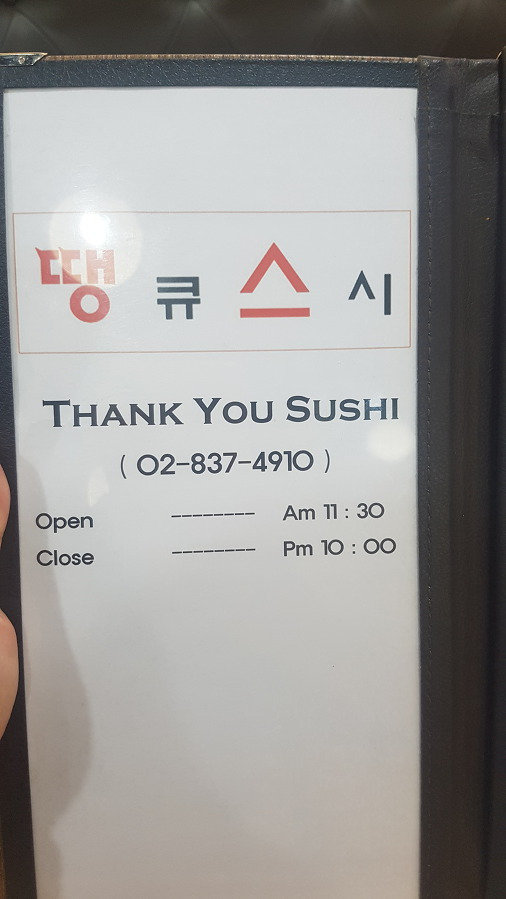 땡큐스시
THANK YOU SUSHI
( 02-837-4910 )
Open -------- Am 11 : 30
Close -------- Pm 10 : 00